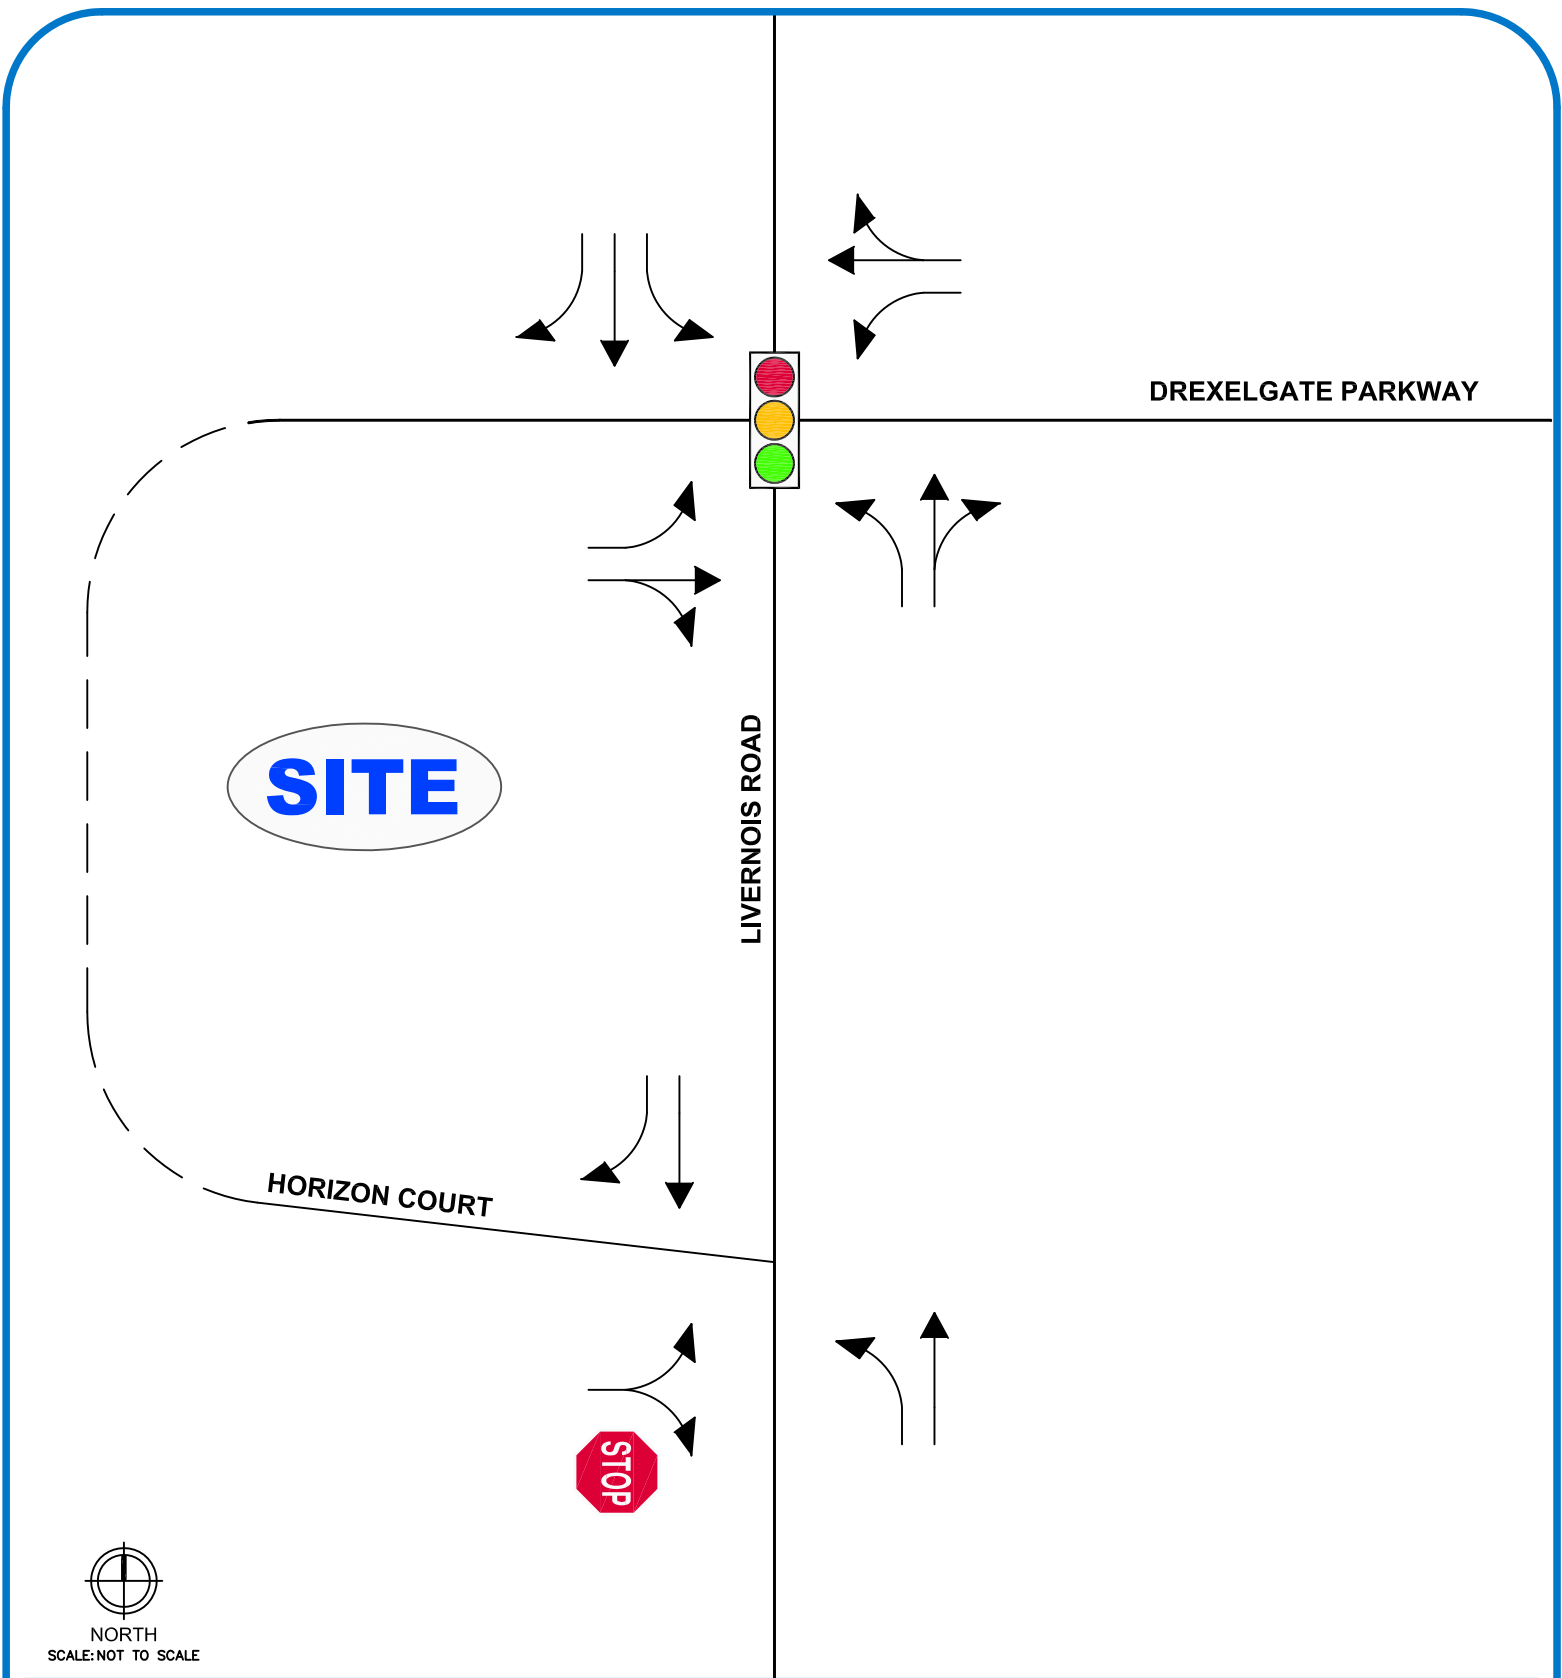 DREXELGATE PARKWAY
SITE
LIVERNOIS ROAD
HORIZON COURT
STOP
NORTH
SCALE: NOT TO SCALE